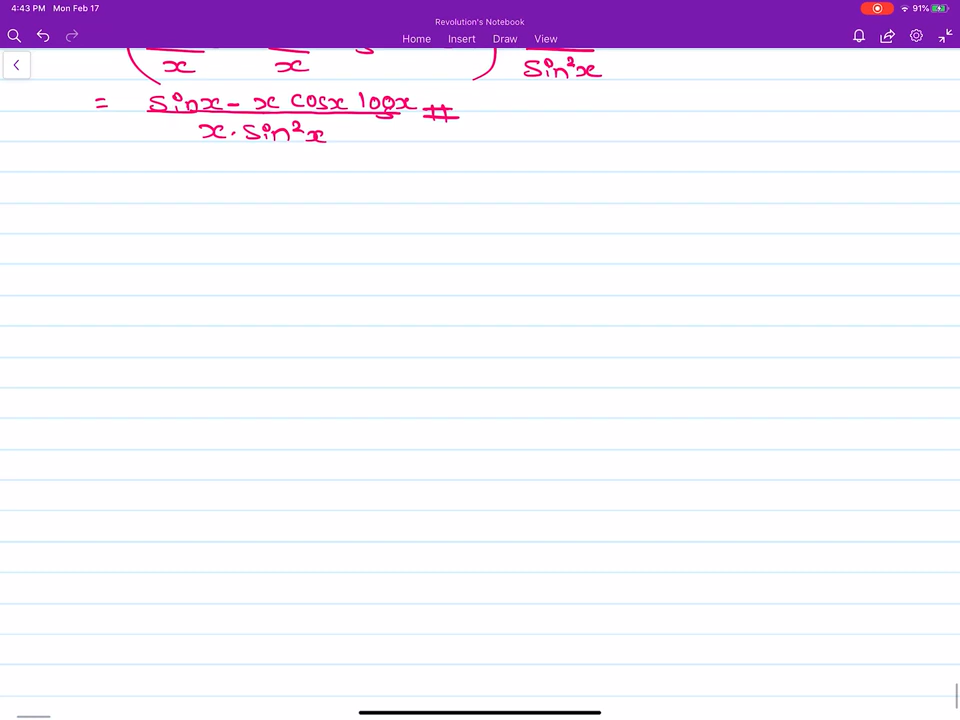 4:43 PM Mon Feb 17
91%
Revolution's Notebook
Home Insert Draw View
x x sin²x
= sinx - x cosx logx #
x. sin²x